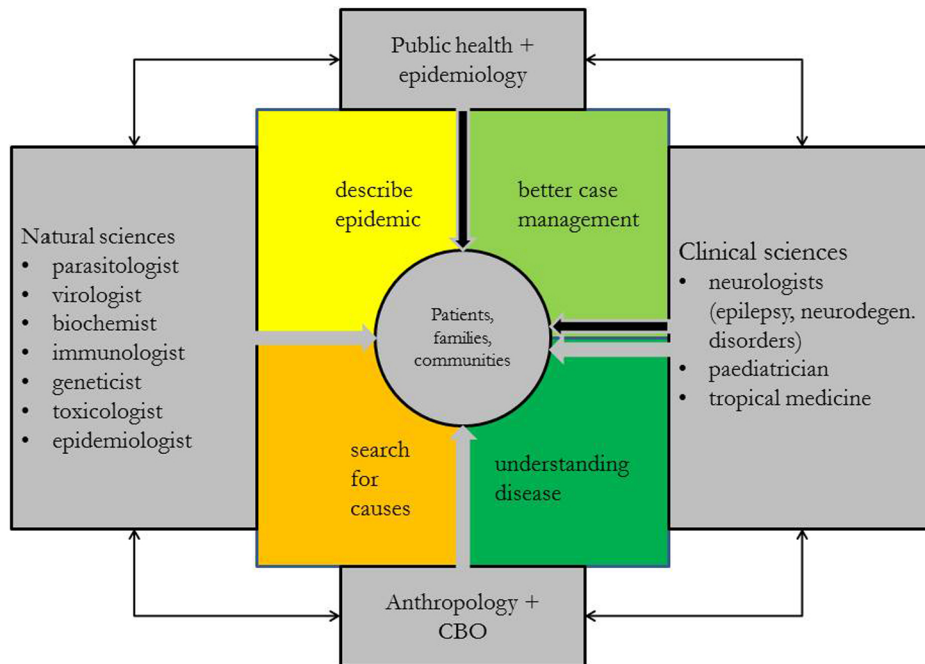 Public health +
epidemiology
describe
epidemic
better case
management
Natural sciences
• parasitologist
• virologist
• biochemist
• immunologist
• geneticist
• toxicologist
• epidemiologist
Patients,
families,
communities
Clinical sciences
• neurologists
(epilepsy, neurodegen.
disorders)
• paediatrician
• tropical medicine
search
for
causes
understanding
disease
Anthropology +
CBO